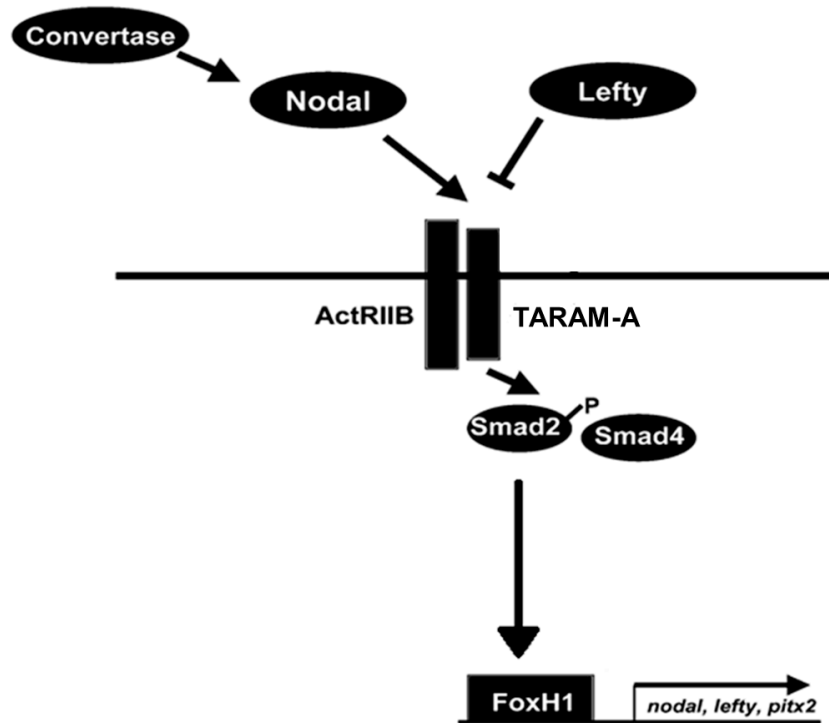 Convertase
Nodal
Lefty
ActRIIB
TARAM-A
P
Smad2
Smad4
FoxH1
nodal, lefty, pitx2